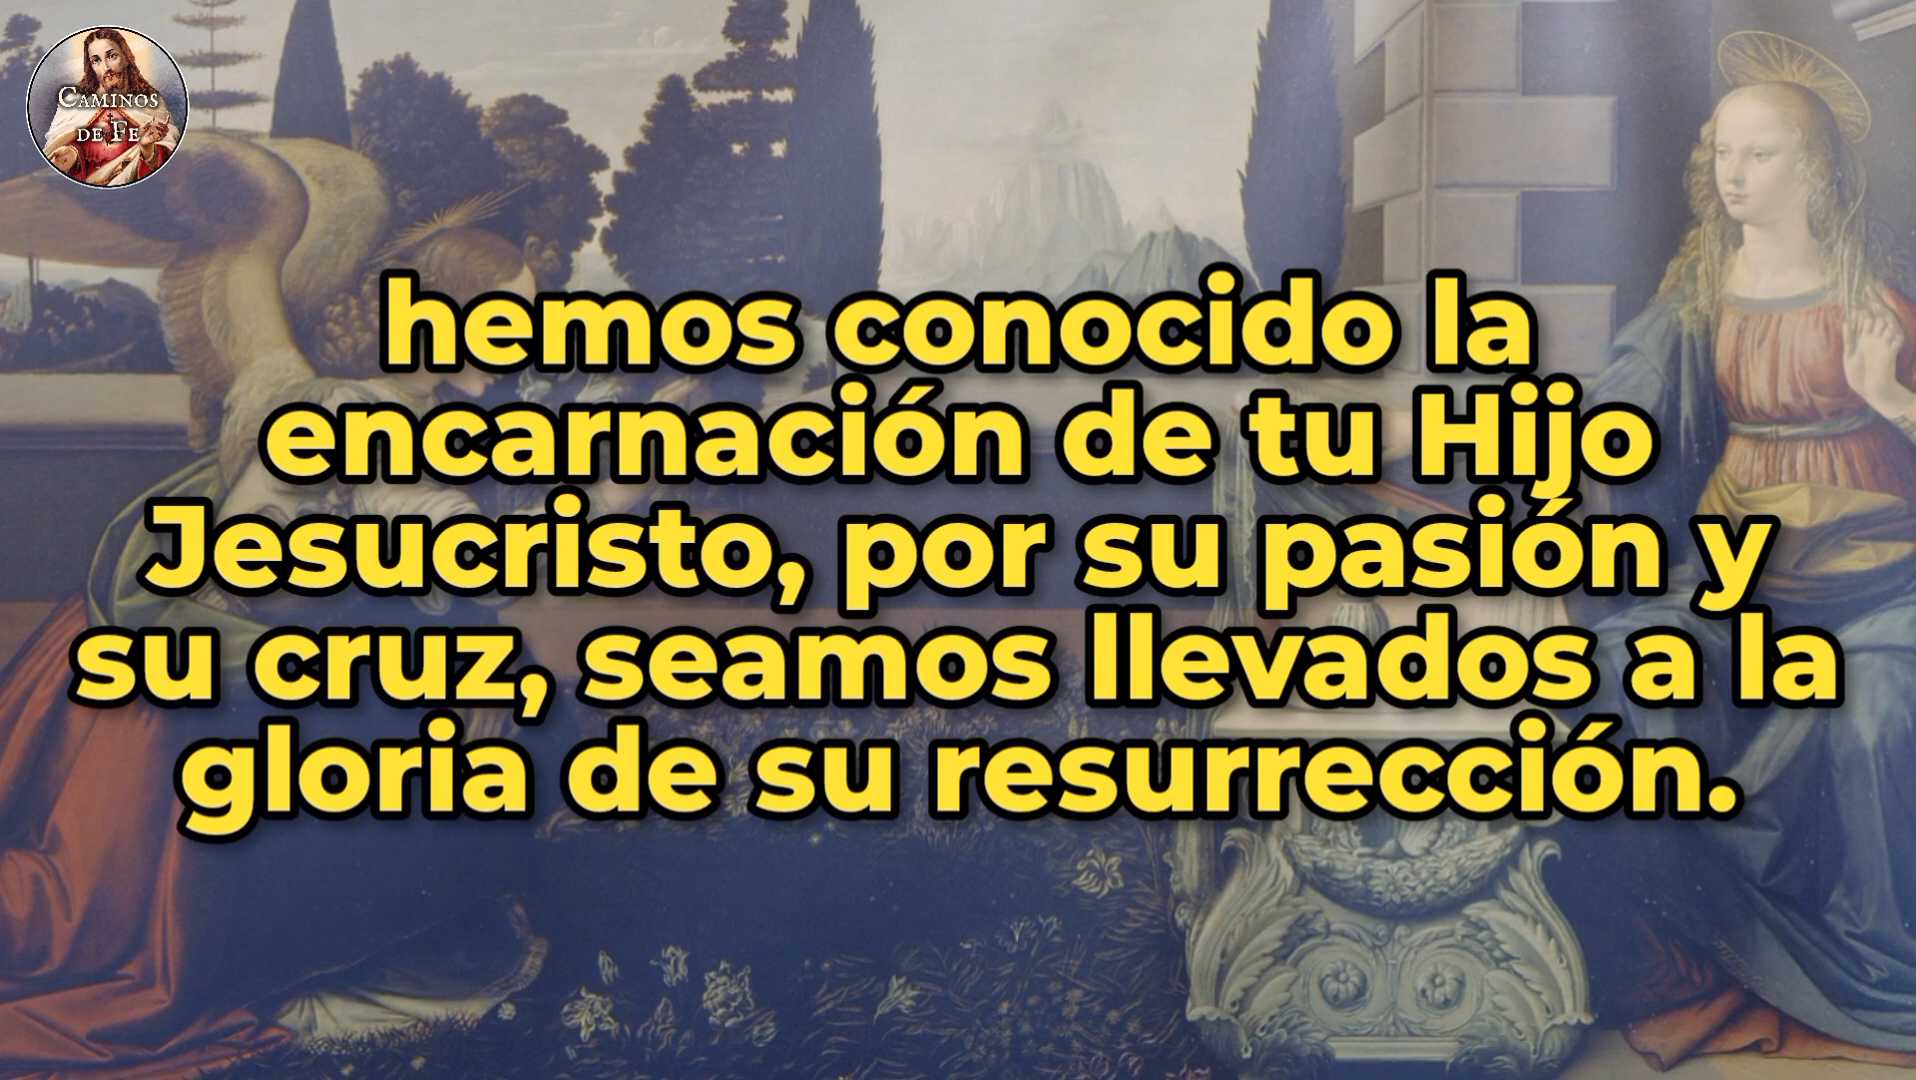 CAMINOS
DE FE
hemos conocido la
encarnación de tu Hijo
Jesucristo, por su pasión y
su cruz, seamos llevados a la
gloria de su resurrección.